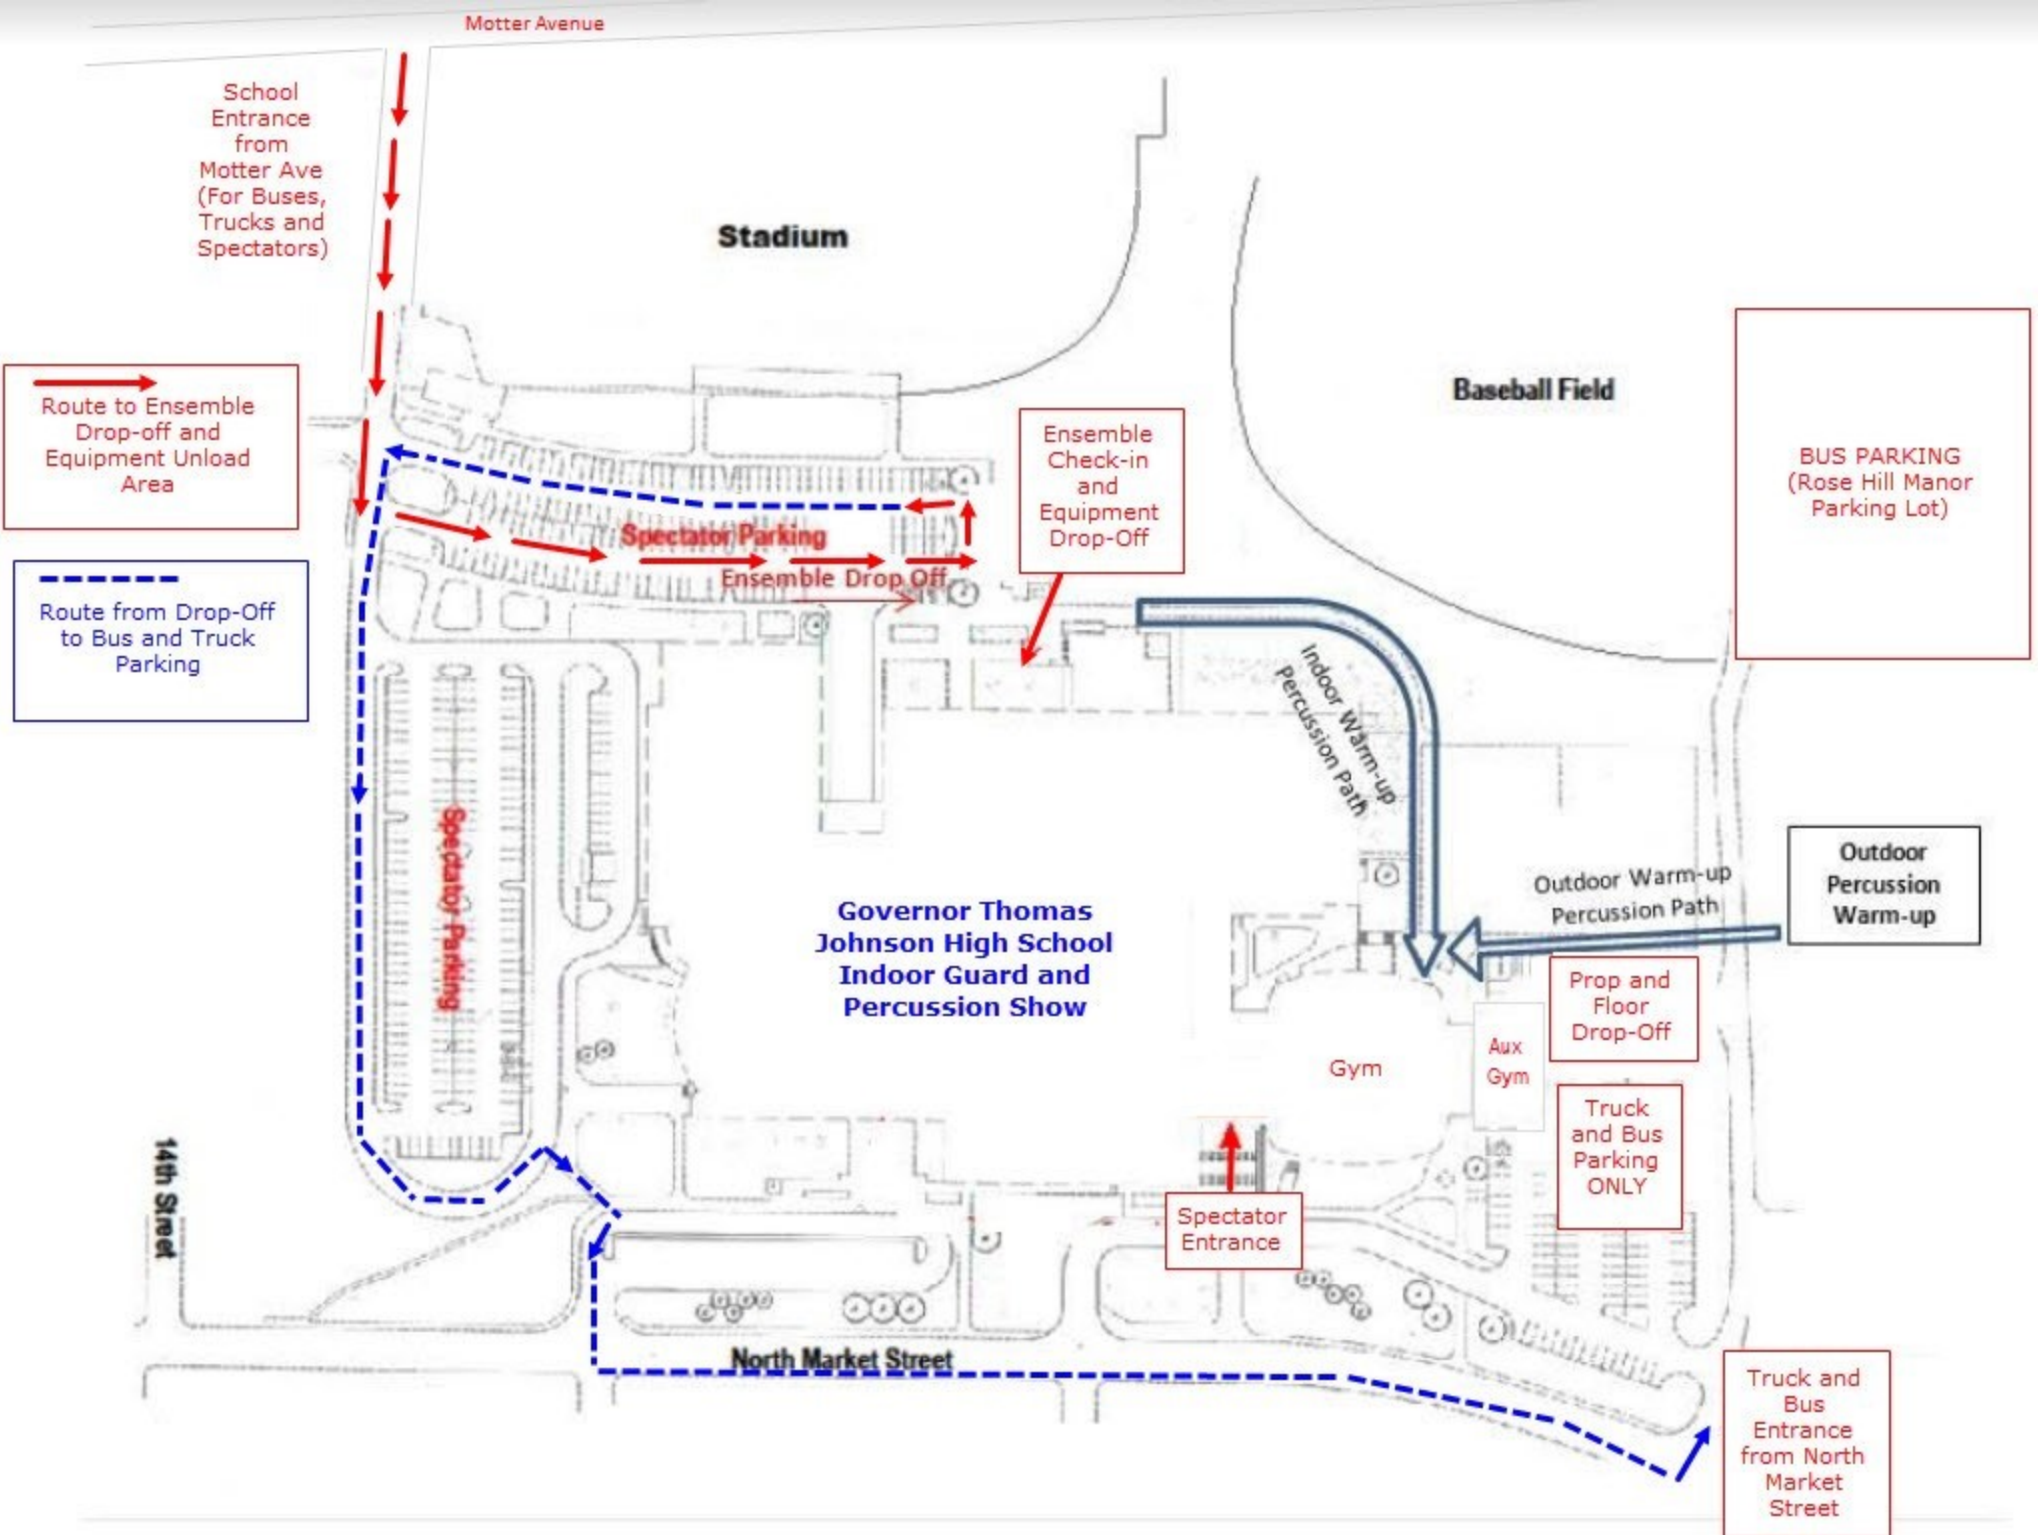 Motter Avenue
School
Entrance
from
Motter Ave
(For Buses,
Trucks and
Spectators)
Stadium
Route to Ensemble
Drop-off and
Equipment Unload
Area
Route from Drop-Off
to Bus and Truck
Parking
Baseball Field
BUS PARKING
(Rose Hill Manor
Parking Lot)
Ensemble
Check-in
and
Equipment
Drop-Off
Spectator Parking
Ensemble Drop Off
Indoor Warm-up
Percussion Path
Spectator Parking
Governor Thomas
Johnson High School
Indoor Guard and
Percussion Show
Outdoor Warm-up
Percussion Path
Outdoor
Percussion
Warm-up
Prop and
Floor
Drop-Off
Gym
Aux
Gym
Truck
and Bus
Parking
ONLY
Spectator
Entrance
14th Street
North Market Street
Truck and
Bus
Entrance
from North
Market
Street